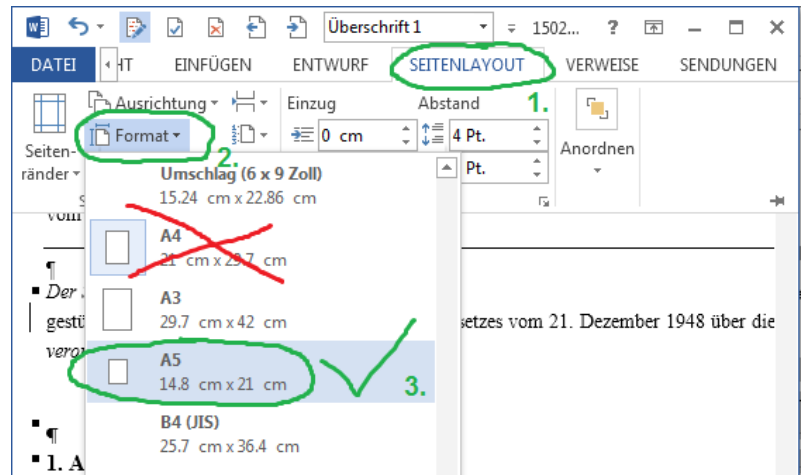 Überschrift 1
1502...
?
DATEI
HT
EINFÜGEN
ENTWURF
SEITENLAYOUT
VERWEISE
SENDUNGEN
Ausrichtung
Einzug
Abstand
1.
Format
0 cm
4 Pt.
Seiten-
ränder
2.
Pt.
Anordnen
Umschlag (6 x 9 Zoll)
15.24 cm x 22.86 cm
vom
A4
21 cm x 29.7 cm
¶
Der
A3
29.7 cm x 42 cm
gestü
setzes vom 21. Dezember 1948 über die
A5
14.8 cm x 21 cm
3.
B4 (JIS)
25.7 cm x 36.4 cm
¶
1. A